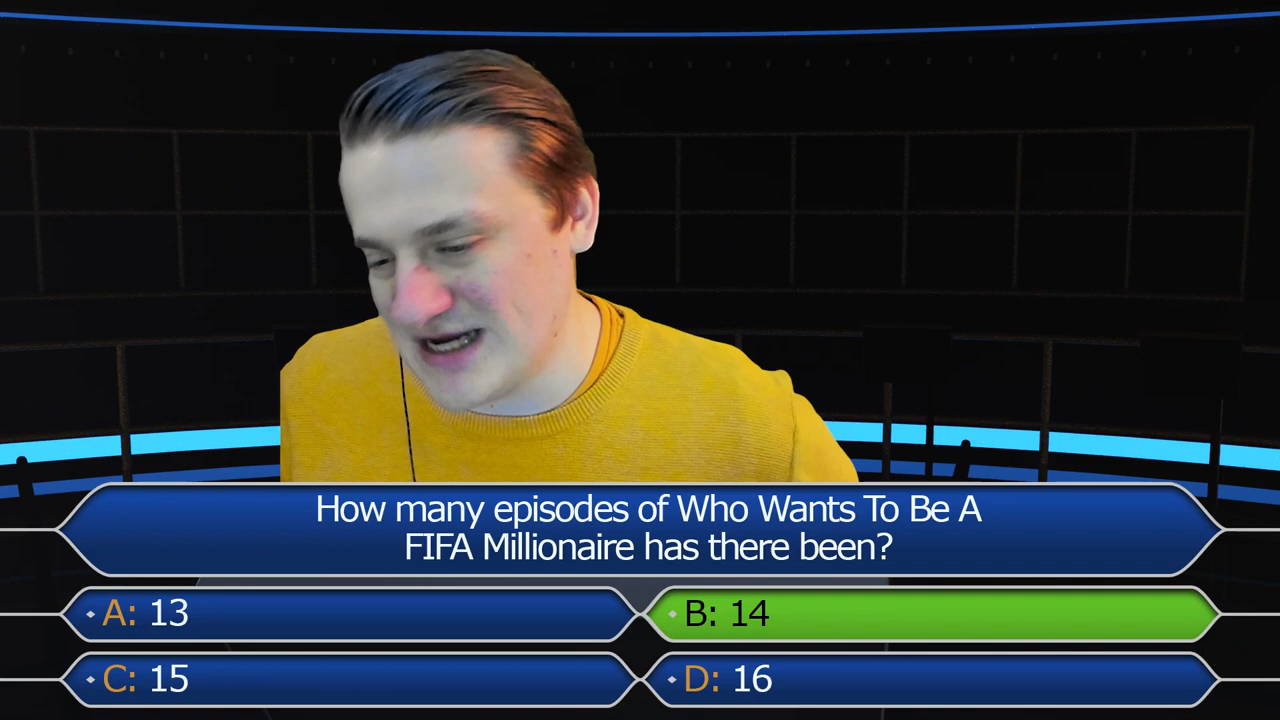 How many episodes of Who Wants To Be A
FIFA Millionaire has there been?
A: 13
B: 14
C: 15
D: 16